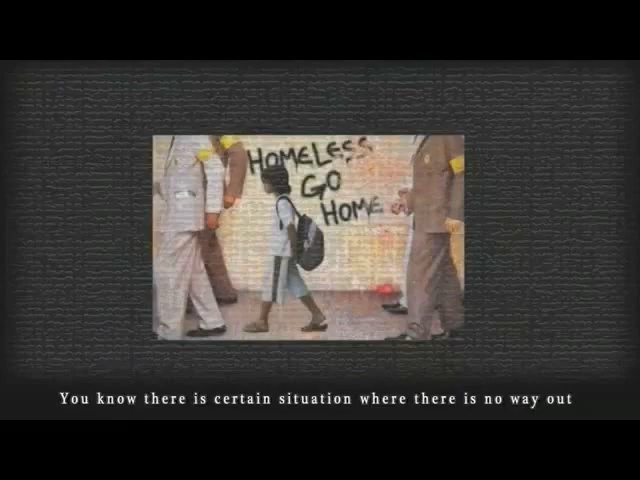 HOMELESS
GO
HOME
You know there is certain situation where there is no way out